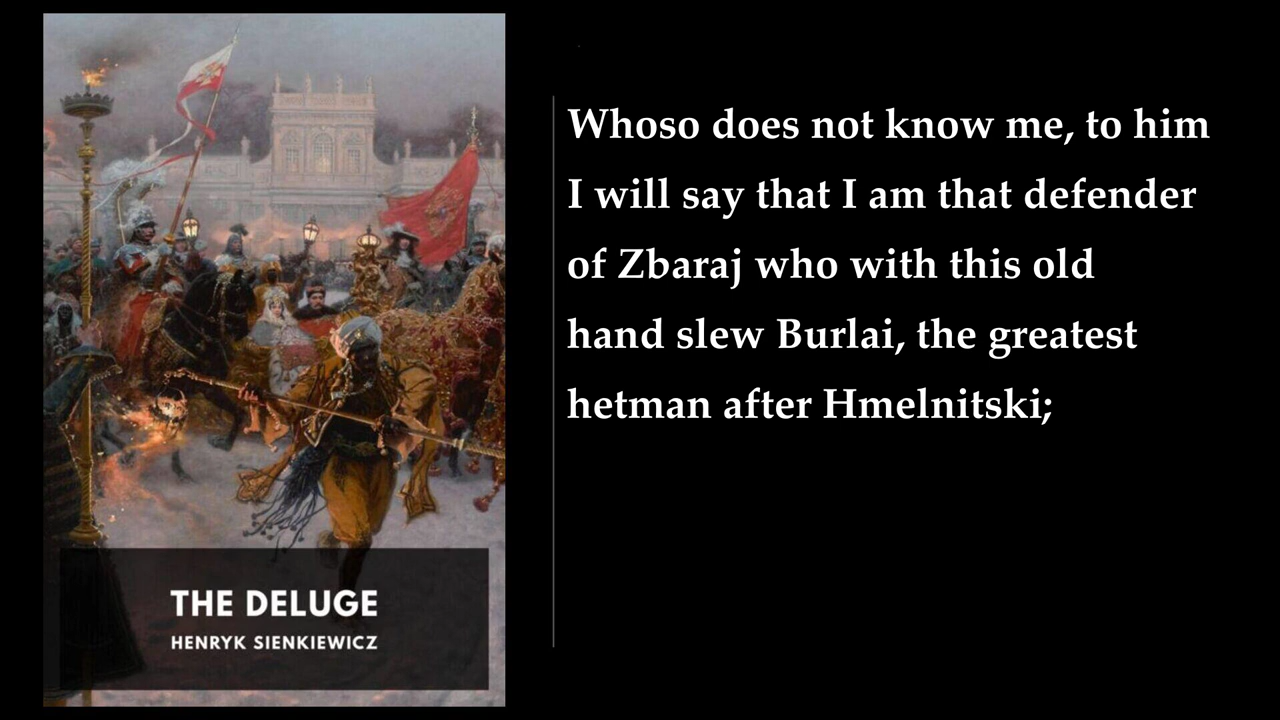 Whoso does not know me, to him
I will say that I am that defender
of Zbaraj who with this old
hand slew Burlai, the greatest
hetman after Hmelnitski;
THE DELUGE
HENRYK SIENKIEWICZ